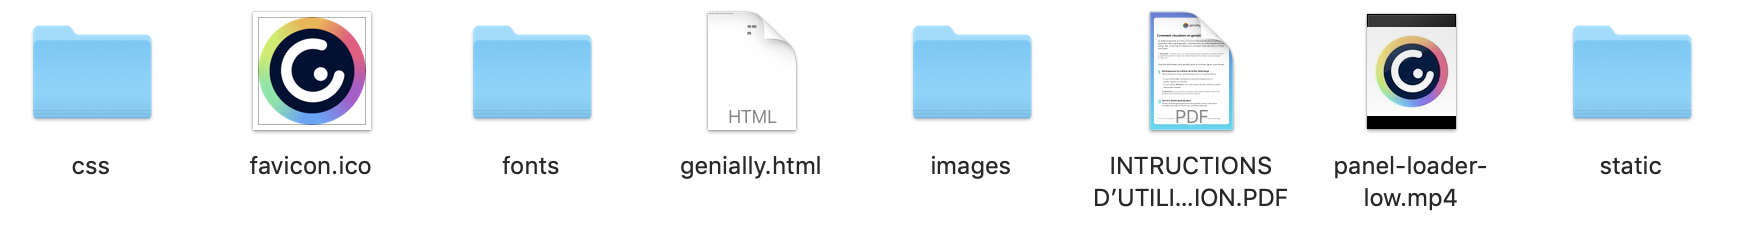 css
favicon.ico
fonts
HTML
genially.html
images
PDF
INTRUCTIONS
D’UTILI...ION.PDF
panel-loader-
low.mp4
static